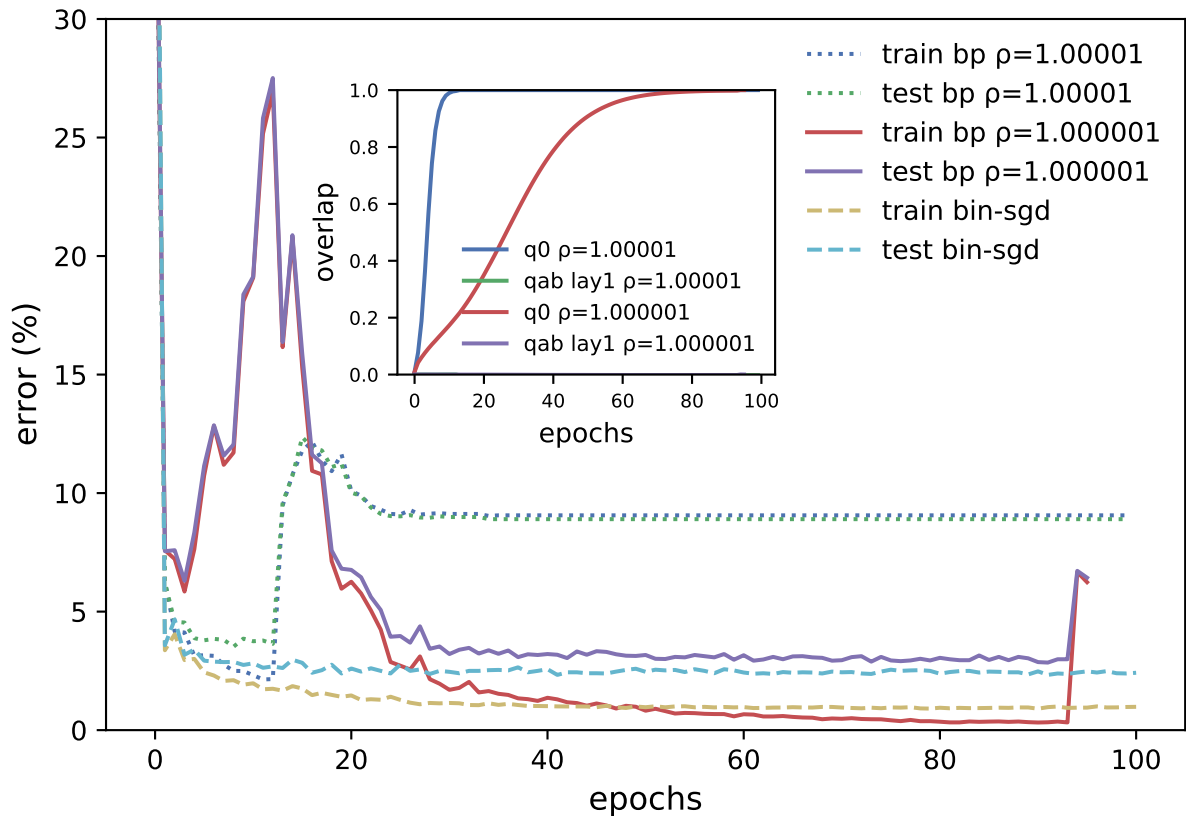 30
25
20
15
10
5
0
error (%)
0
20
40
60
80
100
epochs
train bp ρ=1.00001
test bp ρ=1.00001
train bp ρ=1.000001
test bp ρ=1.000001
train bin-sgd
test bin-sgd
1.0
0.8
0.6
0.4
0.2
0.0
overlap
q0 ρ=1.00001
qab lay1 ρ=1.00001
q0 ρ=1.000001
qab lay1 ρ=1.000001
0
20
40
60
80
100
epochs